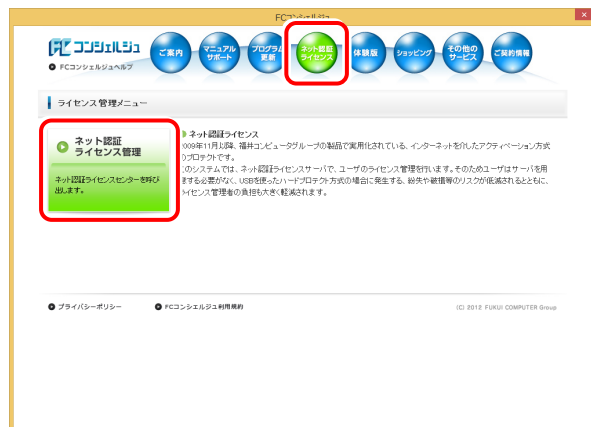 FCコンシェルジュ
FC コンシェルジュ
FCコンシェルジュヘルプ
ご案内
マニュアル
サポート
プログラム
更新
ネット認証
ライセンス
体験版
ショッピング
その他の
サービス
ご契約情報
ライセンス管理メニュー
ネット認証
ライセンス管理
ネット認証ライセンスセンターを呼び
出します。
ネット認証ライセンス
2009年11月以降、福井コンピュータグループの製品で実用化されている、インターネットを介したアクティベーション方式
のプロテクトです。
このシステムでは、ネット認証ライセンスサーバで、ユーザのライセンス管理を行います。そのためユーザはサーバを用
意する必要がなく、USBを使ったハードプロテクト方式の場合に発生する、紛失や破損等のリスクが低減されるとともに、
ライセンス管理者の負担も大きく軽減されます。
プライバシーポリシー
FCコンシェルジュ利用規約
(C) 2012 FUKUI COMPUTER Group